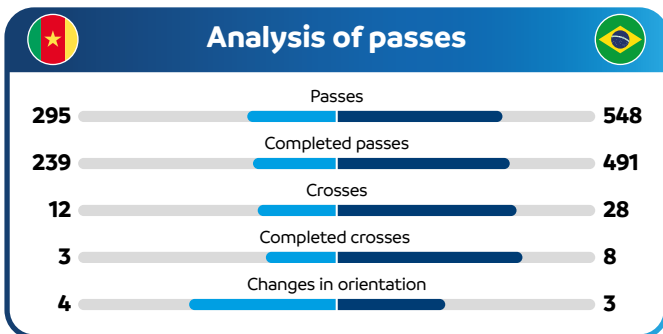 Analysis of passes
Passes
295 548
Completed passes
239 491
Crosses
12 28
Completed crosses
3 8
Changes in orientation
4 3